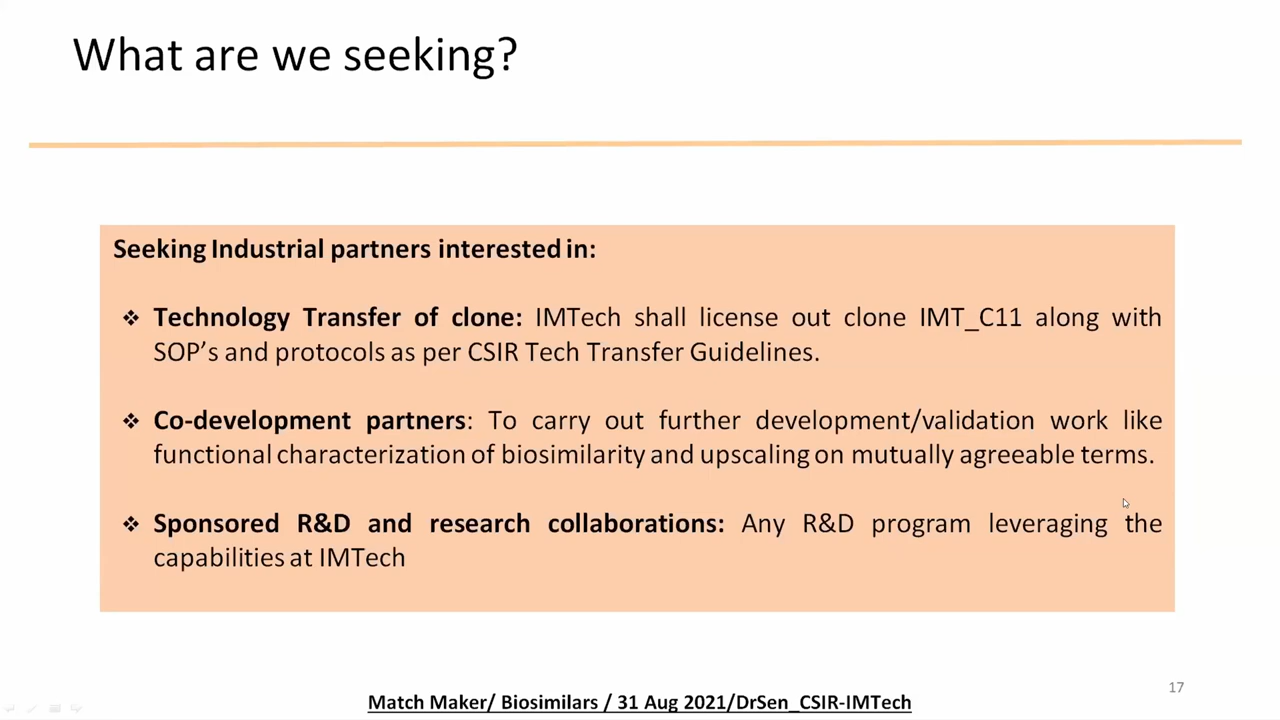 What are we seeking?
Seeking Industrial partners interested in:
❖ Technology Transfer of clone: IMTech shall license out clone IMT_C11 along with
SOP's and protocols as per CSIR Tech Transfer Guidelines.
❖ Co-development partners: To carry out further development/validation work like
functional characterization of biosimilarity and upscaling on mutually agreeable terms.
❖ Sponsored R&D and research collaborations: Any R&D program leveraging the
capabilities at IMTech
17
Match Maker/ Biosimilars / 31 Aug 2021/DrSen_CSIR-IMTech